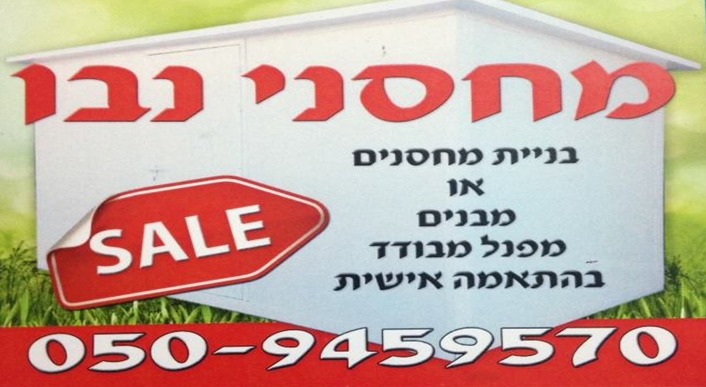 מחסני נבו
בניית מחסנים
או
מבנים
מפנל מבודד
בהתאמה אישית
SALE
050-9459570